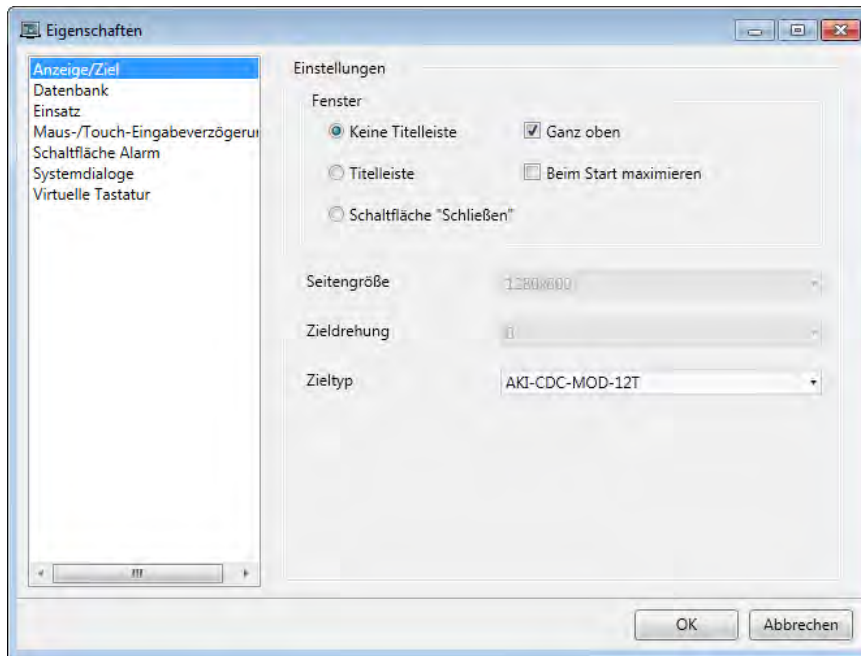 Eigenschaften
Anzeige/Ziel
Datenbank
Einsatz
Maus-/Touch-Eingabeverzögerur
Schaltfläche Alarm
Systemdialoge
Virtuelle Tastatur
Einstellungen
Fenster
Keine Titelleiste
Ganz oben
Titelleiste
Beim Start maximieren
Schaltfläche "Schließen"
Seitengröße
1280x800
Zieldrehung
0
Zieltyp
AKI-CDC-MOD-12T
OK
Abbrechen